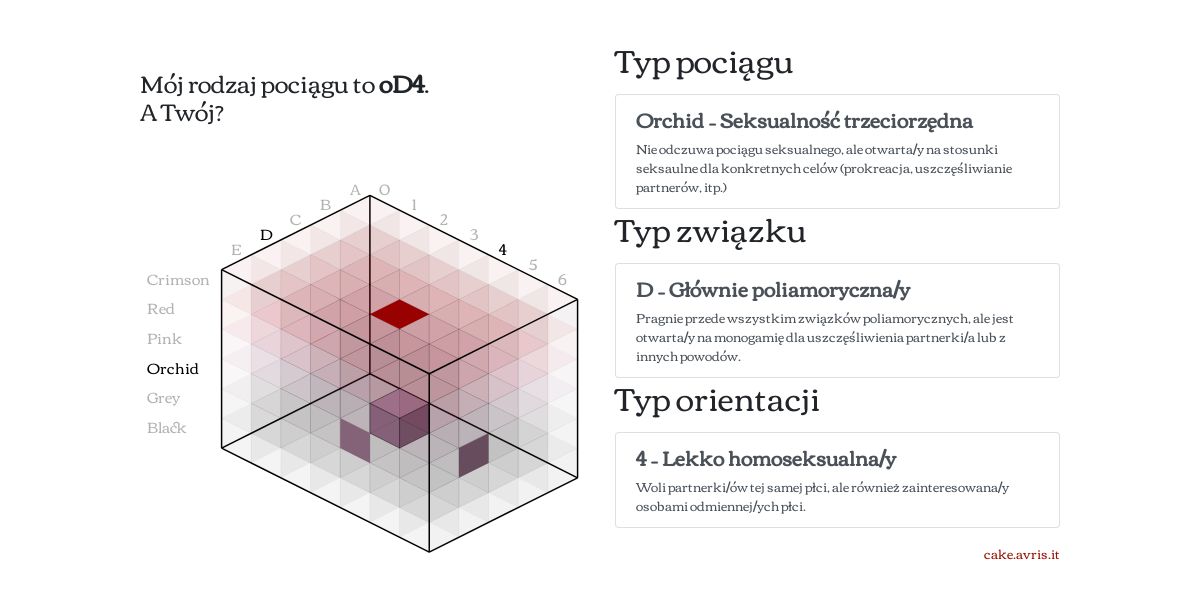 Mój rodzaj pociągu to oD4.
A Twój?
A O
B 1
C 2
D 3
E 4
5
6
Crimson
Red
Pink
Orchid
Grey
Black
Typ pociągu
Orchid – Seksualność trzeciorzędna
Nie odczuwa pociągu seksualnego, ale otwarta/y na stosunki
seksaulne dla konkretnych celów (prokreacja, uszczęśliwianie
partnerów, itp.)
Typ związku
D – Głównie poliamoryczna/y
Pragnie przede wszystkim związków poliamorycznych, ale jest
otwarta/y na monogamię dla uszczęśliwienia partnerki/a lub z
innych powodów.
Typ orientacji
4 – Lekko homoseksualna/y
Woli partnerki/ów tej samej płci, ale również zainteresowana/y
osobami odmiennej/ych płci.
cake.avris.it